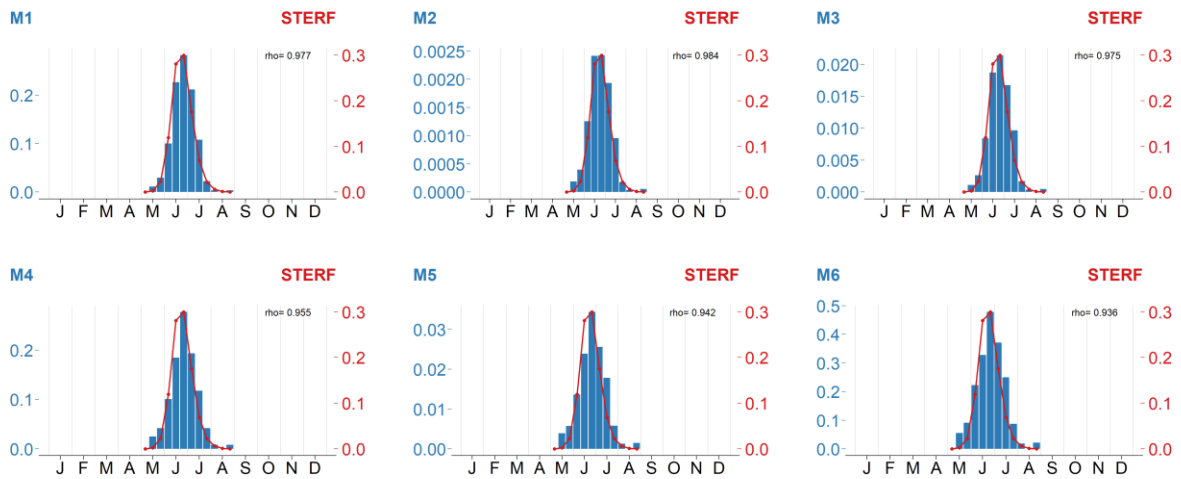 M1 STERF M2 STERF M3 STERF
rho= 0.977 rho= 0.984 rho= 0.975
0.2 0.1 0.0 0.3 0.2 0.1 0.0
0.0025 0.0020 0.0015 0.0010 0.0005 0.0000 0.3 0.2 0.1 0.0
0.020 0.015 0.010 0.005 0.000 0.3 0.2 0.1 0.0
J F M A M J J A S O N D J F M A M J J A S O N D J F M A M J J A S O N D
M4 STERF M5 STERF M6 STERF
rho= 0.955 rho= 0.942 rho= 0.936
0.2 0.1 0.0 0.3 0.2 0.1 0.0
0.03 0.02 0.01 0.00 0.3 0.2 0.1 0.0
0.5 0.4 0.3 0.2 0.1 0.0 0.3 0.2 0.1 0.0
J F M A M J J A S O N D J F M A M J J A S O N D J F M A M J J A S O N D